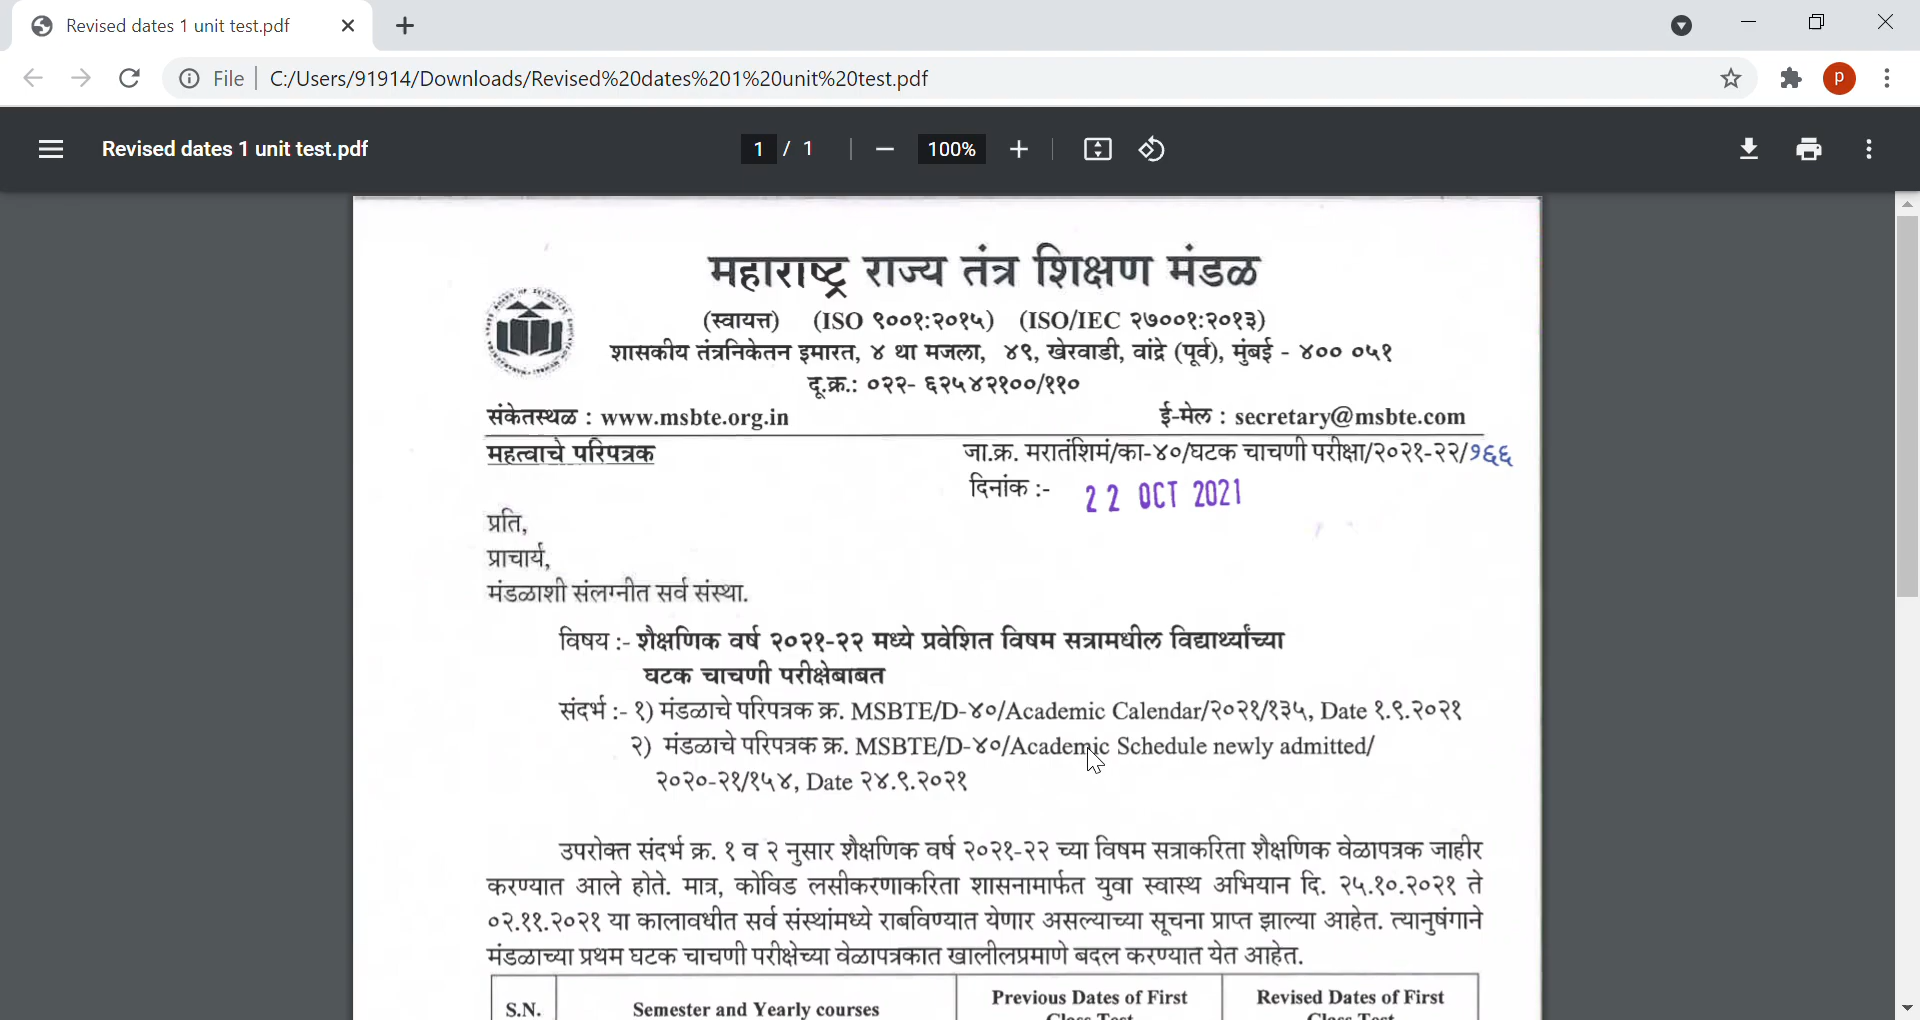 Revised dates 1 unit test.pdf
File C:/Users/91914/Downloads/Revised%20dates%201%20unit%20test.pdf
p
Revised dates 1 unit test.pdf 1 / 1 100%
महाराष्ट्र राज्य तंत्र शिक्षण मंडळ
(स्वायत्त) (ISO ९००१:२०१५) (ISO/IEC २७००१:२०१३)
शासकीय तंत्रनिकेतन इमारत, ४ था मजला, ४९, खेरवाडी, वांद्रे (पूर्व), मुंबई - ४०० ०५१
दू.क्र.: ०२२- ६२५४२१००/११०
संकेतस्थळ : www.msbte.org.in ई-मेल : secretary@msbte.com
महत्वाचे परिपत्रक जा.क्र. मरातंशिमं/का-४०/घटक चाचणी परीक्षा/२०२१-२२/१६६
दिनांक :- 22 OCT 2021
प्रति,
प्राचार्य,
मंडळाशी संलग्नीत सर्व संस्था.
विषय :- शैक्षणिक वर्ष २०२१-२२ मध्ये प्रवेशित विषम सत्रामधील विद्यार्थ्यांच्या
घटक चाचणी परीक्षेबाबत
संदर्भ :- १) मंडळाचे परिपत्रक क्र. MSBTE/D-४०/Academic Calendar/२०२१/१३५, Date १.९.२०२१
२) मंडळाचे परिपत्रक क्र. MSBTE/D-४०/Academic Schedule newly admitted/
२०२०-२१/१५४, Date २४.९.२०२१
उपरोक्त संदर्भ क्र. १ व २ नुसार शैक्षणिक वर्ष २०२१-२२ च्या विषम सत्राकरिता शैक्षणिक वेळापत्रक जाहीर
करण्यात आले होते. मात्र, कोविड लसीकरणाकरिता शासनामार्फत युवा स्वास्थ अभियान दि. २५.१०.२०२१ ते
०२.११.२०२१ या कालावधीत सर्व संस्थांमध्ये राबविण्यात येणार असल्याच्या सूचना प्राप्त झाल्या आहेत. त्यानुषंगाने
मंडळाच्या प्रथम घटक चाचणी परीक्षेच्या वेळापत्रकात खालीलप्रमाणे बदल करण्यात येत आहेत.
S.N. Semester and Yearly courses Previous Dates of First Revised Dates of First
Class Test Class Test